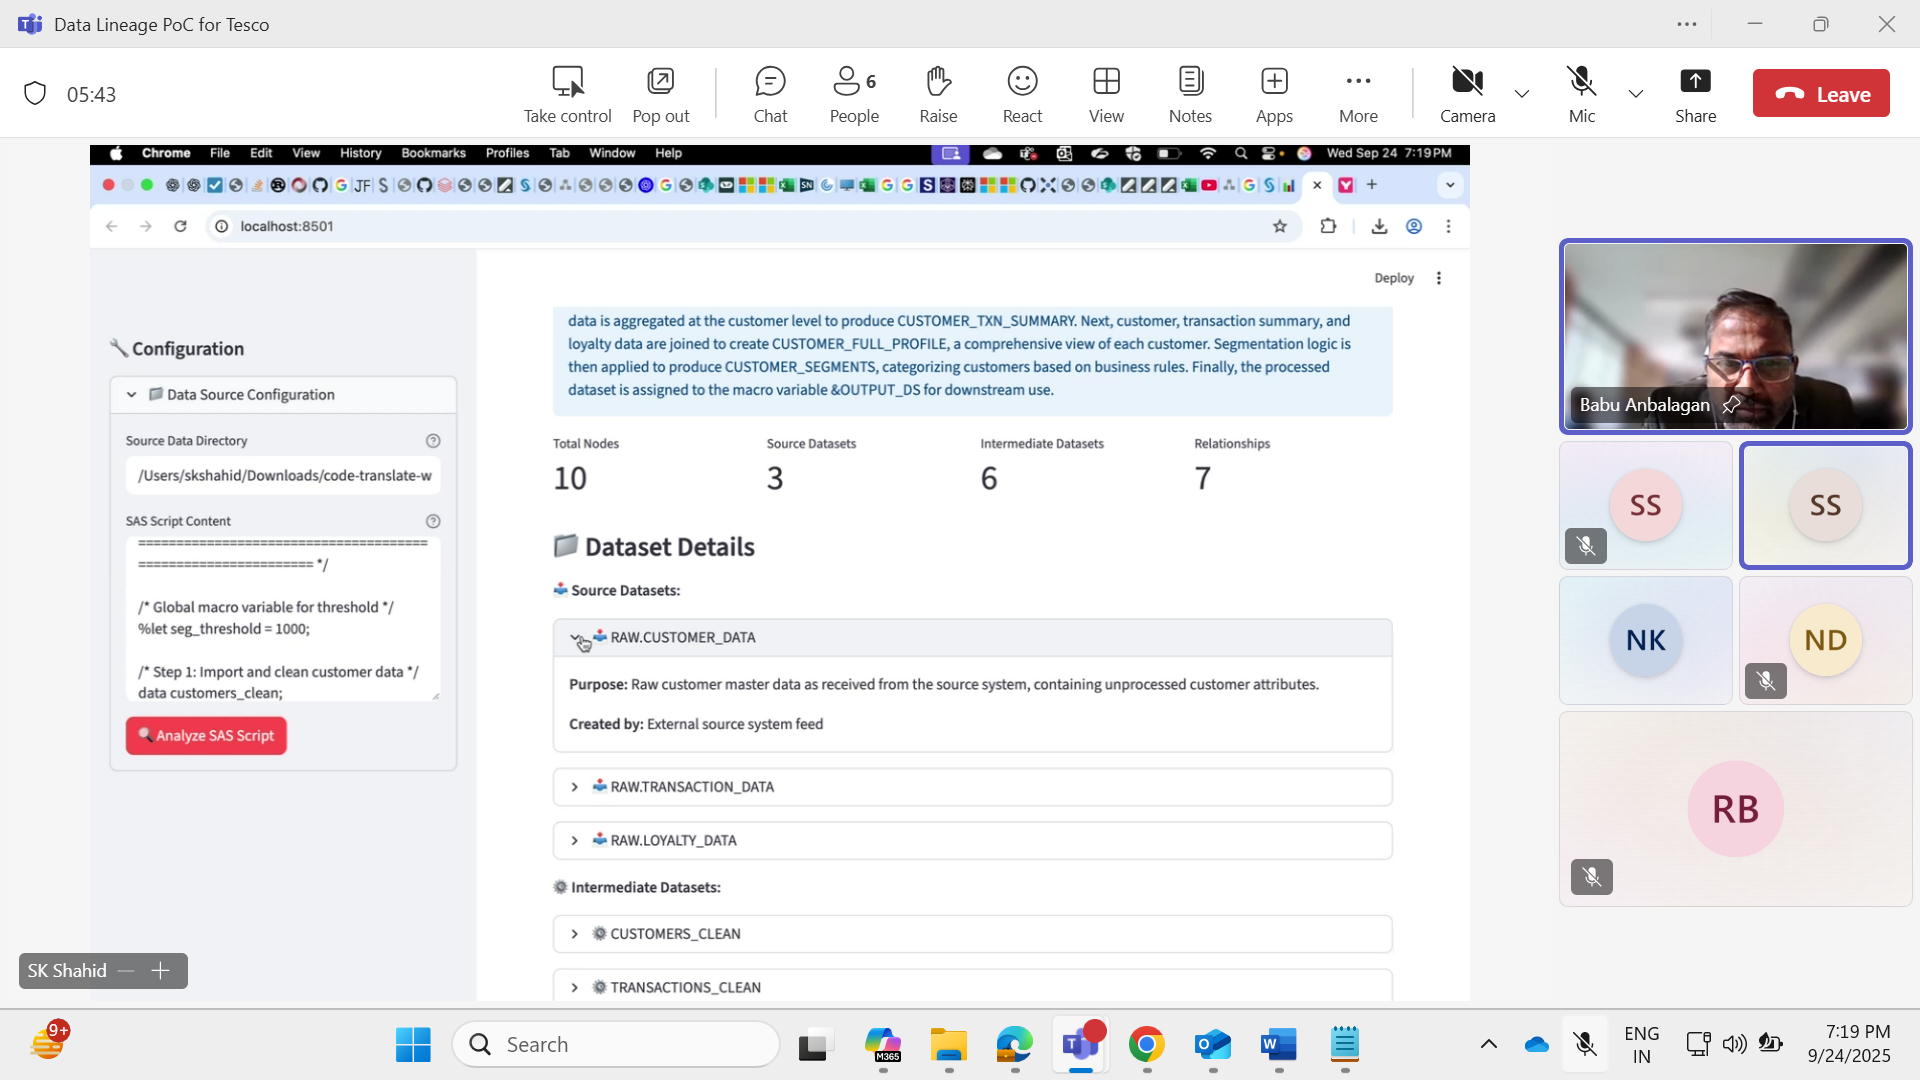 Data Lineage PoC for Tesco
05:43
Take control
Pop out
Chat
6
People
Raise
React
View
Notes
Apps
More
Camera
Mic
Share
Leave
Chrome File Edit View History Bookmarks Profiles Tab Window Help
Wed Sep 24 7:19 PM
localhost:8501
Deploy
Configuration
Data Source Configuration
Source Data Directory
/Users/skshahid/Downloads/code-translate-w
SAS Script Content
========================================
======================== */
/* Global macro variable for threshold */
%let seg_threshold = 1000;
/* Step 1: Import and clean customer data */
data customers_clean;
Analyze SAS Script
data is aggregated at the customer level to produce CUSTOMER_TXN_SUMMARY. Next, customer, transaction summary, and
loyalty data are joined to create CUSTOMER_FULL_PROFILE, a comprehensive view of each customer. Segmentation logic is
then applied to produce CUSTOMER_SEGMENTS, categorizing customers based on business rules. Finally, the processed
dataset is assigned to the macro variable &OUTPUT_DS for downstream use.
Total Nodes
10
Source Datasets
3
Intermediate Datasets
6
Relationships
7
Dataset Details
Source Datasets:
RAW.CUSTOMER_DATA
Purpose: Raw customer master data as received from the source system, containing unprocessed customer attributes.
Created by: External source system feed
RAW.TRANSACTION_DATA
RAW.LOYALTY_DATA
Intermediate Datasets:
CUSTOMERS_CLEAN
TRANSACTIONS_CLEAN
SK Shahid
Babu Anbalagan
SS
SS
NK
ND
RB
9+
Search
M365
ENG
IN
7:19 PM
9/24/2025